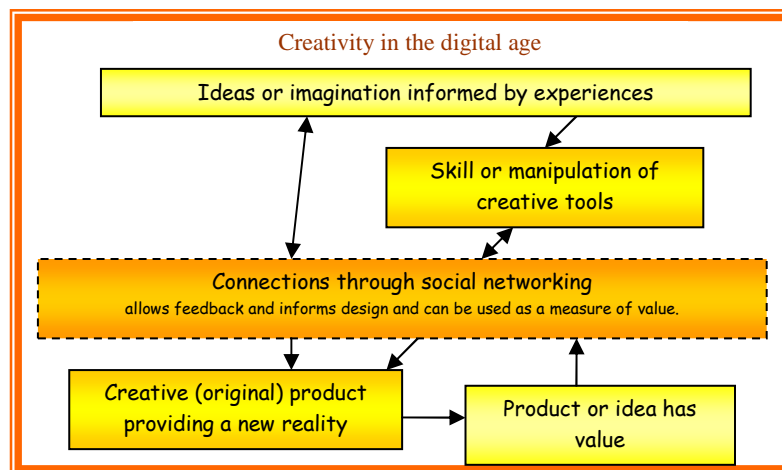 Creativity in the digital age
Ideas or imagination informed by experiences
Skill or manipulation of
creative tools
Connections through social networking
allows feedback and informs design and can be used as a measure of value.
Creative (original) product
providing a new reality
Product or idea has
value